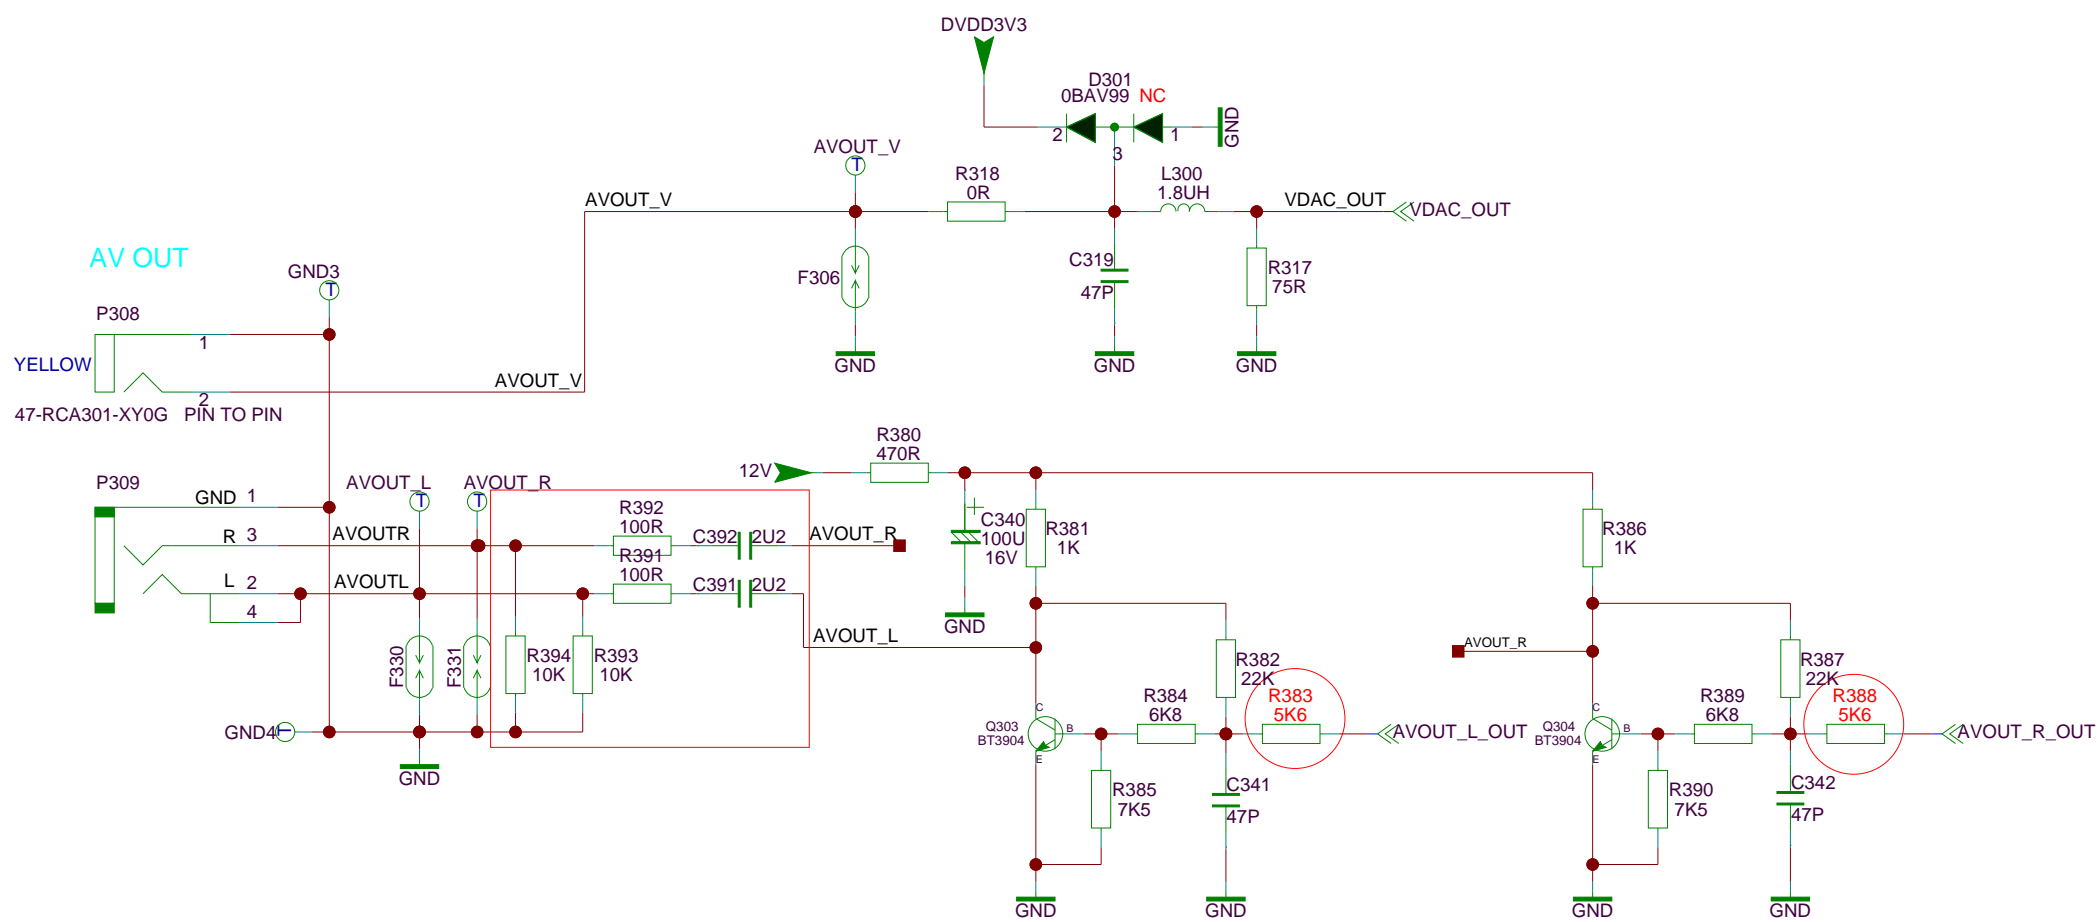 DVDD3V3
D301
0BAV99 NC
2
1
3
GND
AVOUT_V
T
R318
0R
L300
1.8UH
AVOUT_V
VDAC_OUT
VDAC_OUT
AV OUT
GND3
T
F306
C319
47P
R317
75R
P308
1
GND
GND
GND
YELLOW
AVOUT_V
2
47-RCA301-XY0G PIN TO PIN
R380
470R
12V
P309
AVOUT_L
T
AVOUT_R
T
GND 1
R392
100R
C392
2U2
AVOUT_R
R 3
AVOUTR
R391
100R
C391
2U2
L 2
AVOUTL
4
C340
100U
16V
R381
1K
R386
1K
GND
AVOUT_L
AVOUT_R
F330
F331
R394
10K
R393
10K
R382
22K
R387
22K
R384
6K8
R383
5K6
R389
6K8
R388
5K6
GND4
T
Q303
BT3904
C
B
E
AVOUT_L_OUT
Q304
BT3904
C
B
E
AVOUT_R_OUT
GND
R385
7K5
C341
47P
R390
7K5
C342
47P
GND
GND
GND
GND